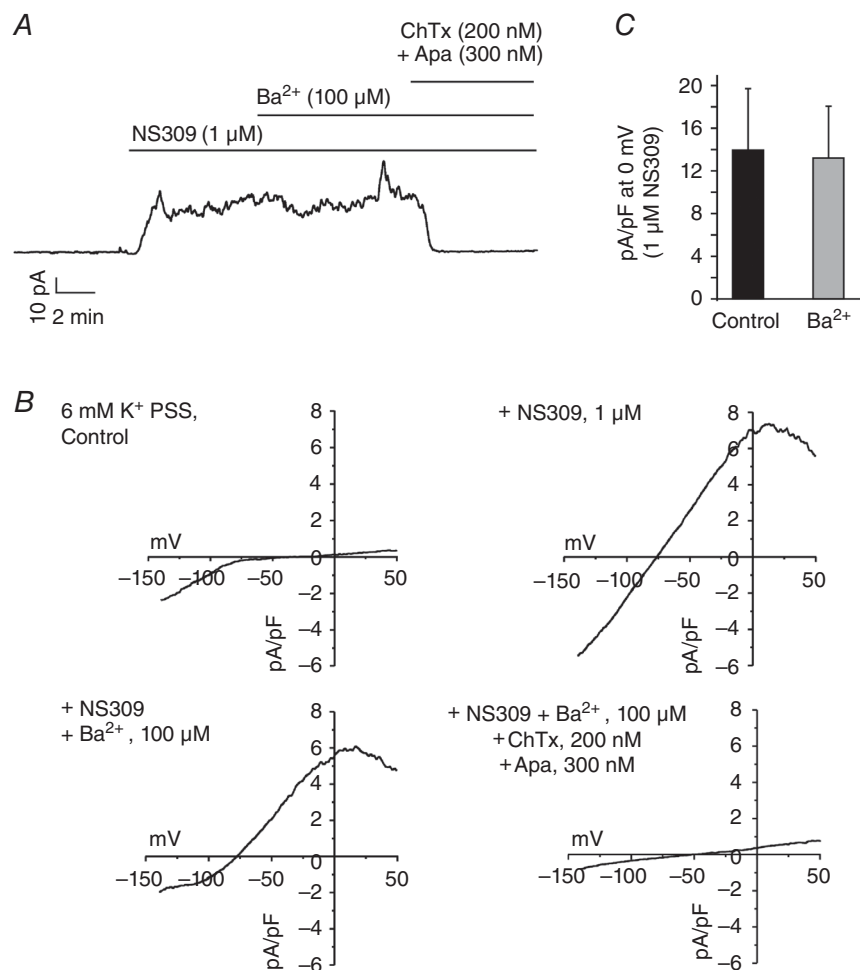 A
ChTx (200 nM)
+ Apa (300 nM)
Ba2+ (100 µM)
NS309 (1 µM)
10 pA
2 min
C
pA/pF at 0 mV
(1 µM NS309)
20
16
12
8
4
0
Control
Ba2+
B
6 mM K+ PSS,
Control
8
6
4
2
0
−2
−4
−6
mV
−150
−100
−50
0
50
pA/pF
+ NS309, 1 µM
8
6
4
2
0
−2
−4
−6
mV
−150
−100
−50
0
50
pA/pF
+ NS309
+ Ba2+ , 100 µM
8
6
4
2
0
−2
−4
−6
mV
−150
−100
−50
0
50
pA/pF
+ NS309 + Ba2+ , 100 µM
+ChTx, 200 nM
+Apa, 300 nM
8
6
4
2
0
−2
−4
−6
mV
−150
−100
−50
0
50
pA/pF